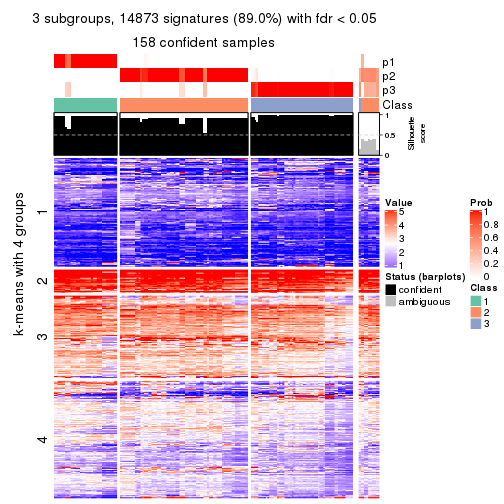 3 subgroups, 14873 signatures (89.0%) with fdr < 0.05
158 confident samples
p1
p2
p3
Class
1
0.5
0
Silhouette
score
k-means with 4 groups
1
2
3
4
Value
5
4
3
2
1
Status (barplots)
confident
ambiguous
Prob
1
0.8
0.6
0.4
0.2
0
Class
1
2
3